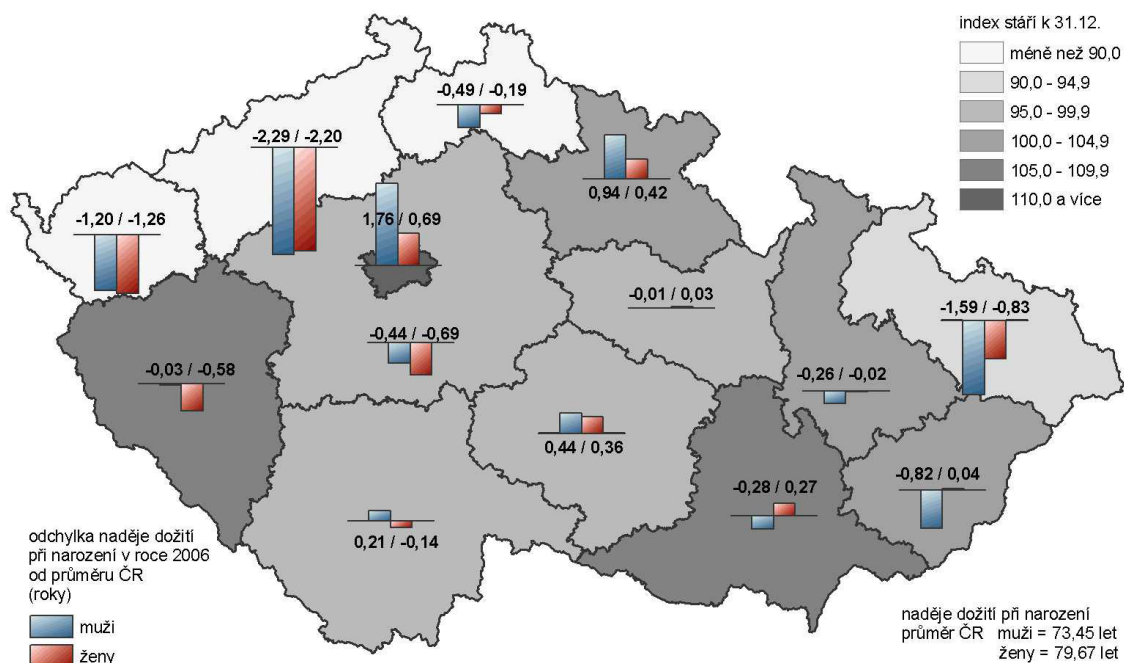 index stáří k 31.12.
méně než 90,0
90,0 - 94,9
95,0 - 99,9
100,0 - 104,9
105,0 - 109,9
110,0 a více
-0,49 / -0,19
-2,29 / -2,20
0,94 / 0,42
-1,20 / -1,26
1,76 / 0,69
-0,01 / 0,03
-1,59 / -0,83
-0,44 / -0,69
-0,03 / -0,58
-0,26 / -0,02
0,44 / 0,36
-0,82 / 0,04
-0,28 / 0,27
0,21 / -0,14
odchylka naděje dožití
při narození v roce 2006
od průměru ČR
(roky)
muži
ženy
naděje dožití při narození
průměr ČR muži = 73,45 let
ženy = 79,67 let